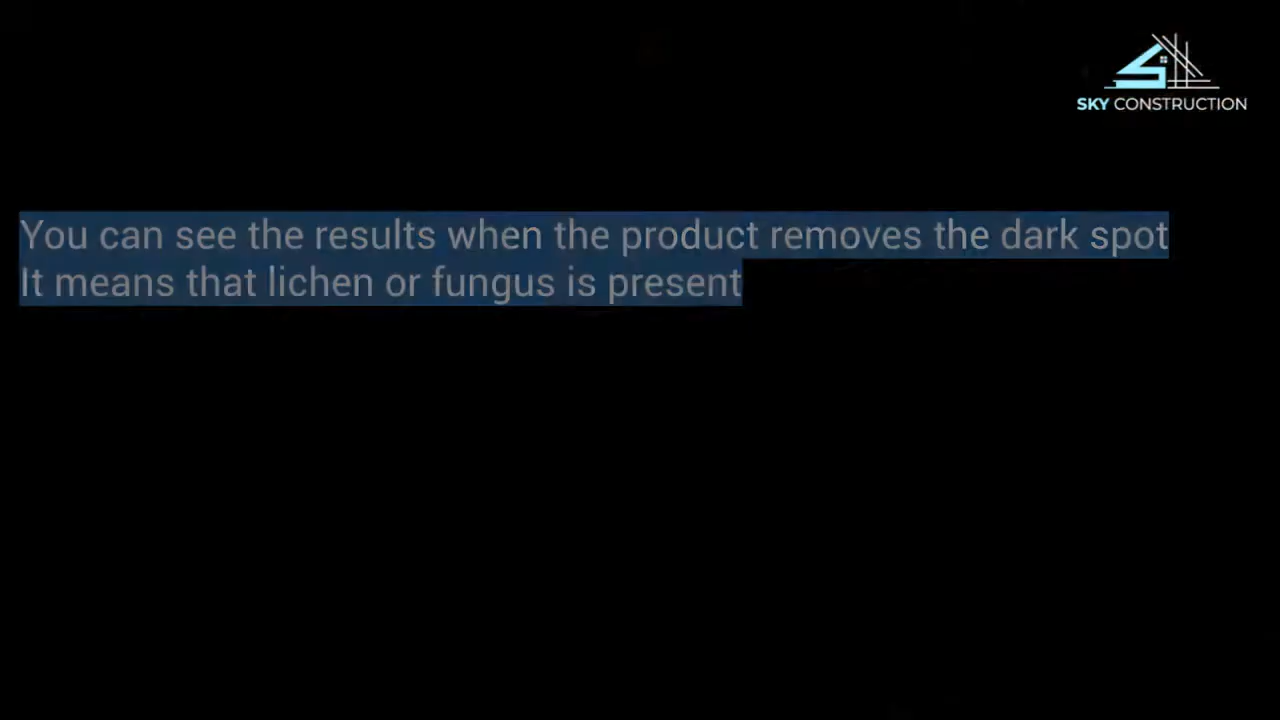 SKY CONSTRUCTION
You can see the results when the product removes the dark spot
It means that lichen or fungus is present